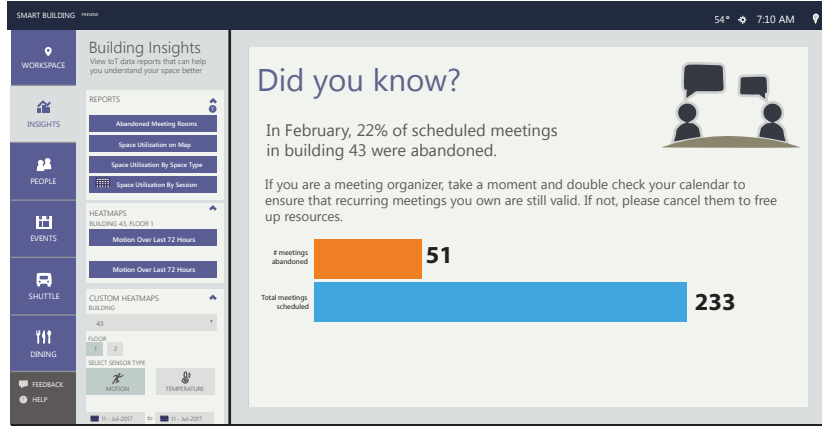 SMART BUILDING PREVIEW
54° 7:10 AM
WORKSPACE
INSIGHTS
PEOPLE
EVENTS
SHUTTLE
DINING
FEEDBACK
? HELP
Building Insights
View IoT data reports that can help
you understand your space better
REPORTS
?
Abandoned Meeting Rooms
Space Utilization on Map
Space Utilization By Space Type
Space Utilization By Session
HEATMAPS
BUILDING 43, FLOOR 1
Motion Over Last 72 Hours
Motion Over Last 72 Hours
CUSTOM HEATMAPS
BUILDING
43
FLOOR
1 2
SELECT SENSOR TYPE
MOTION TEMPERATURE
11 - Jul-2017 to 11 - Jul-2017
Did you know?
In February, 22% of scheduled meetings
in building 43 were abandoned.
If you are a meeting organizer, take a moment and double check your calendar to
ensure that recurring meetings you own are still valid. If not, please cancel them to free
up resources.
# meetings
abandoned
51
Total meetings
scheduled
233